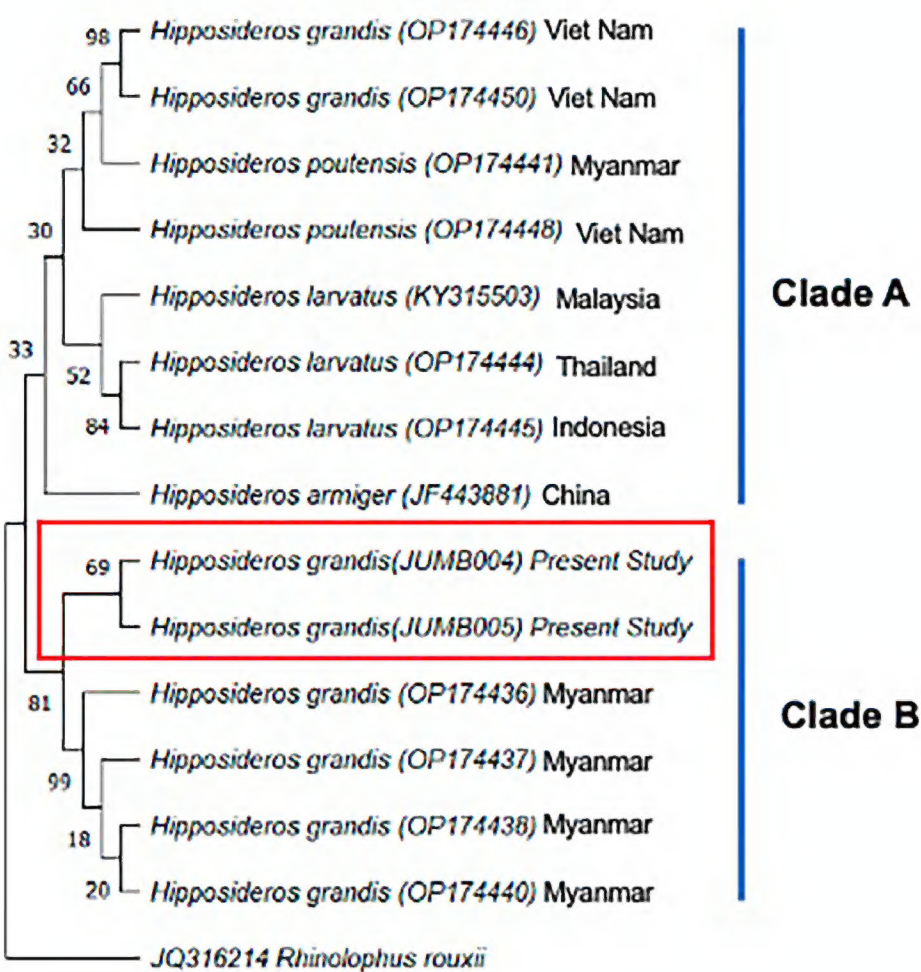 98
Hipposideros grandis (OP174446) Viet Nam
66
Hipposideros grandis (OP174450) Viet Nam
32
Hipposideros poutensis (OP174441) Myanmar
30
Hipposideros poutensis (OP174448) Viet Nam
Hipposideros larvatus (KY315503) Malaysia
Clade A
33
Hipposideros larvatus (OP174444) Thailand
52
84
Hipposideros larvatus (OP174445) Indonesia
Hipposideros armiger (JF443881) China
69
Hipposideros grandis(JUMB004) Present Study
Hipposideros grandis(JUMB005) Present Study
81
Hipposideros grandis (OP174436) Myanmar
Clade B
99
Hipposideros grandis (OP174437) Myanmar
18
Hipposideros grandis (OP174438) Myanmar
20
Hipposideros grandis (OP174440) Myanmar
JQ316214 Rhinolophus rouxii